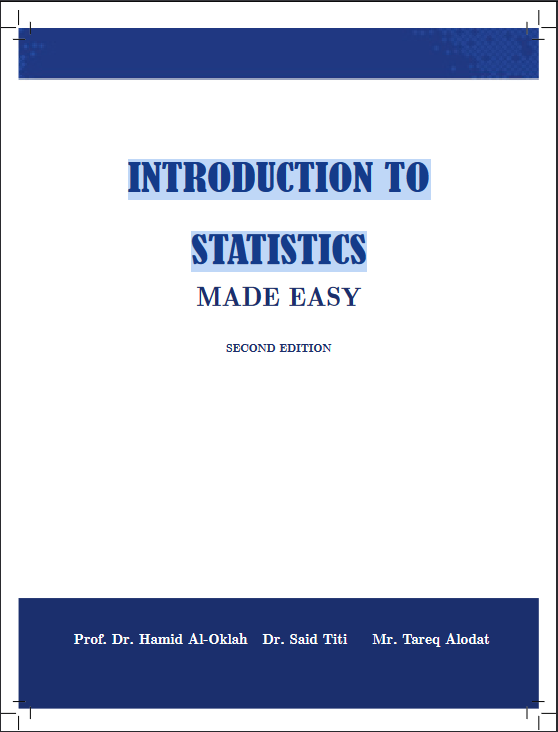 INTRODUCTION TO
STATISTICS
MADE EASY
SECOND EDITION
Prof. Dr. Hamid Al-Oklah Dr. Said Titi Mr. Tareq Alodat